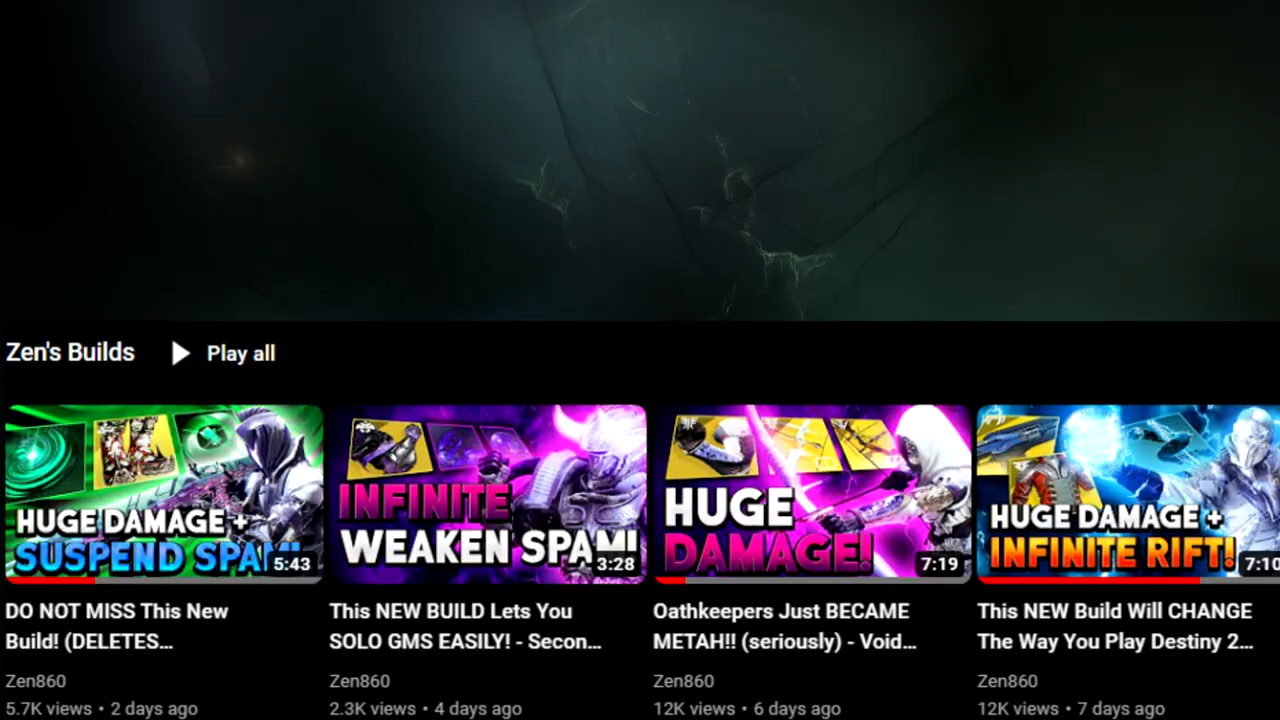 Zen's Builds
Play all
HUGE DAMAGE +
SUSPEND SPAM!
5:43
INFINITE
WEAKEN SPAM!
3:28
HUGE
DAMAGE!
7:19
HUGE DAMAGE +
INFINITE RIFT!
7:10
DO NOT MISS This New
Build! (DELETES...
Zen860
5.7K views • 2 days ago
This NEW BUILD Lets You
SOLO GMS EASILY! - Secon...
Zen860
2.3K views • 4 days ago
Oathkeepers Just BECAME
METAH!! (seriously) - Void...
Zen860
12K views • 6 days ago
This NEW Build Will CHANGE
The Way You Play Destiny 2...
Zen860
12K views • 7 days ago